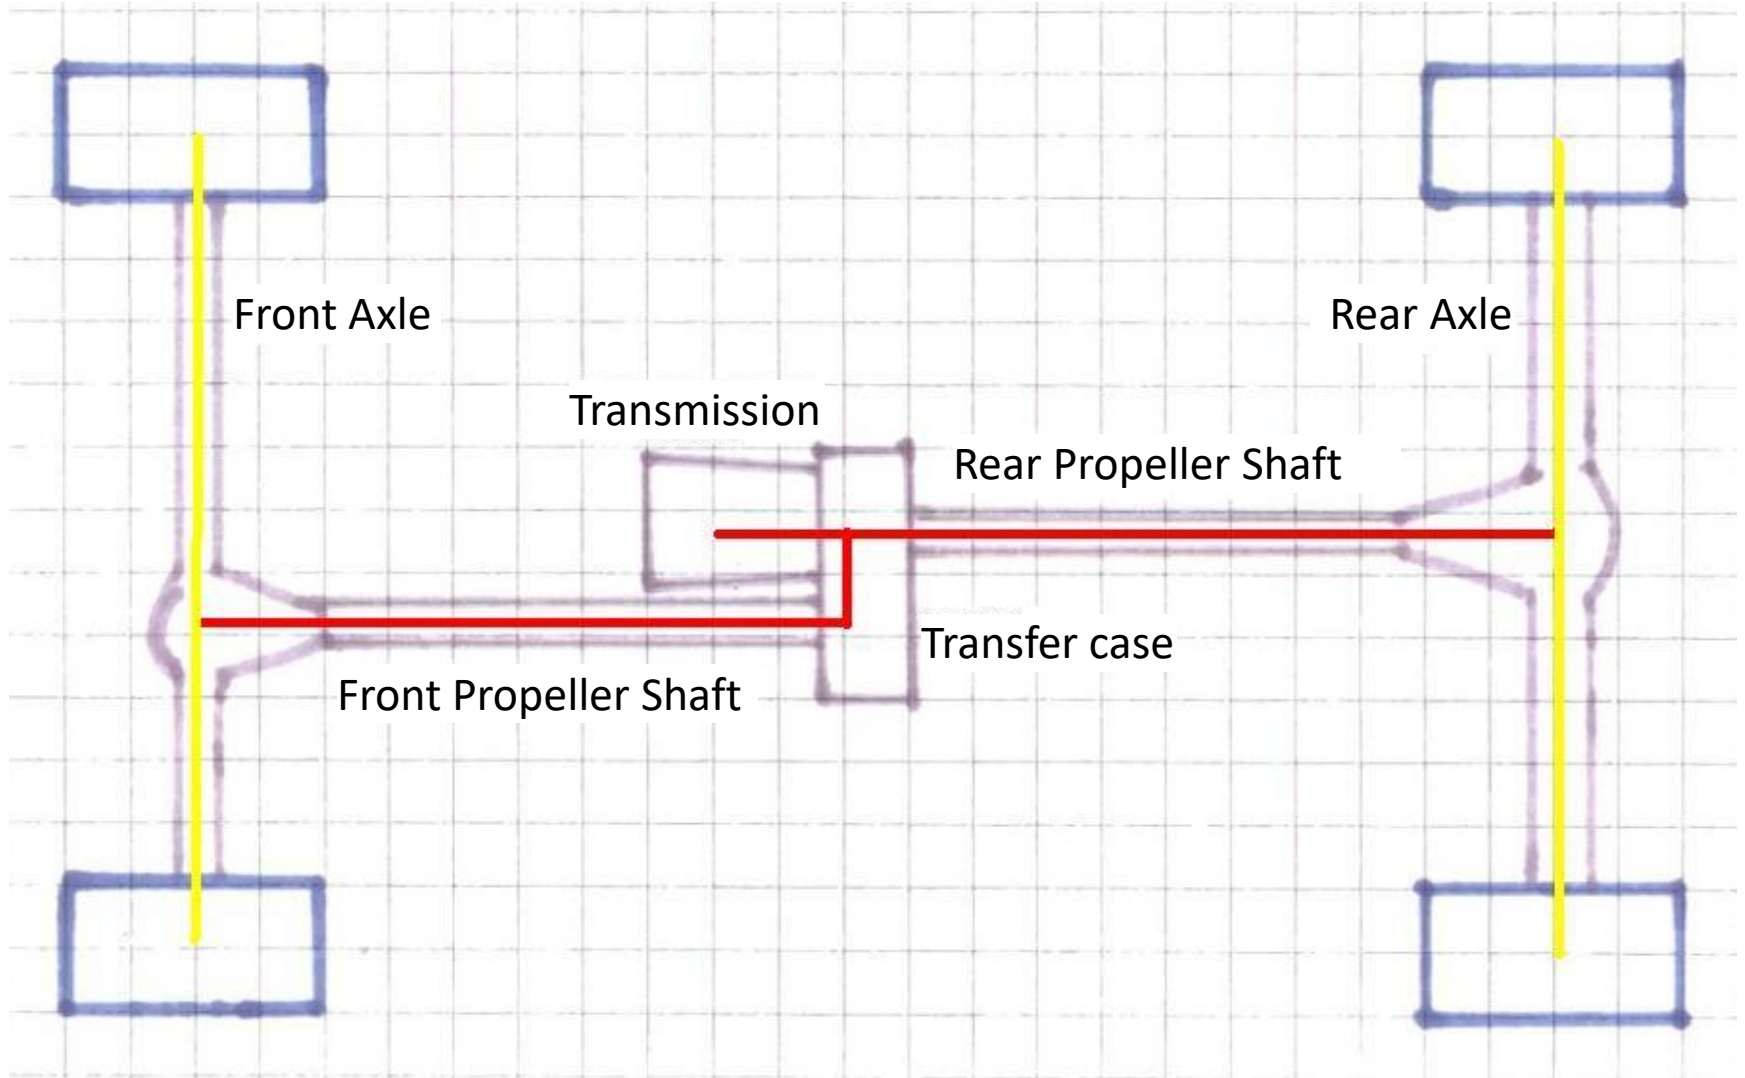 Front Axle
Rear Axle
Transmission
Rear Propeller Shaft
Transfer case
Front Propeller Shaft